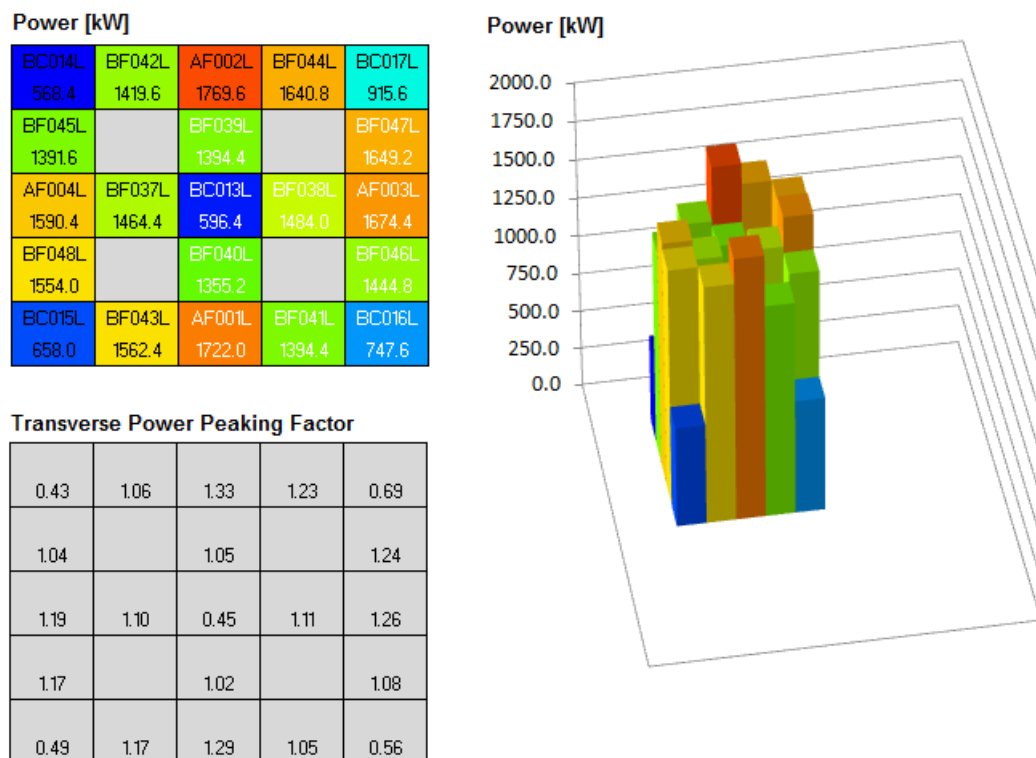 Power [kW]
BC014L BF042L AF002L BF044L BC017L
568.4 1419.6 1769.6 1640.8 915.6
BF045L BF039L BF047L
1391.6 1394.4 1649.2
AF004L BF037L BC013L BF038L AF003L
1590.4 1464.4 596.4 1484.0 1674.4
BF048L BF040L BF046L
1554.0 1355.2 1444.8
BC015L BF043L AF001L BF041L BC016L
658.0 1562.4 1722.0 1394.4 747.6
Transverse Power Peaking Factor
0.43 1.06 1.33 1.23 0.69
1.04 1.05 1.24
1.19 1.10 0.45 1.11 1.26
1.17 1.02 1.08
0.49 1.17 1.29 1.05 0.56
Power [kW]
2000.0
1750.0
1500.0
1250.0
1000.0
750.0
500.0
250.0
0.0